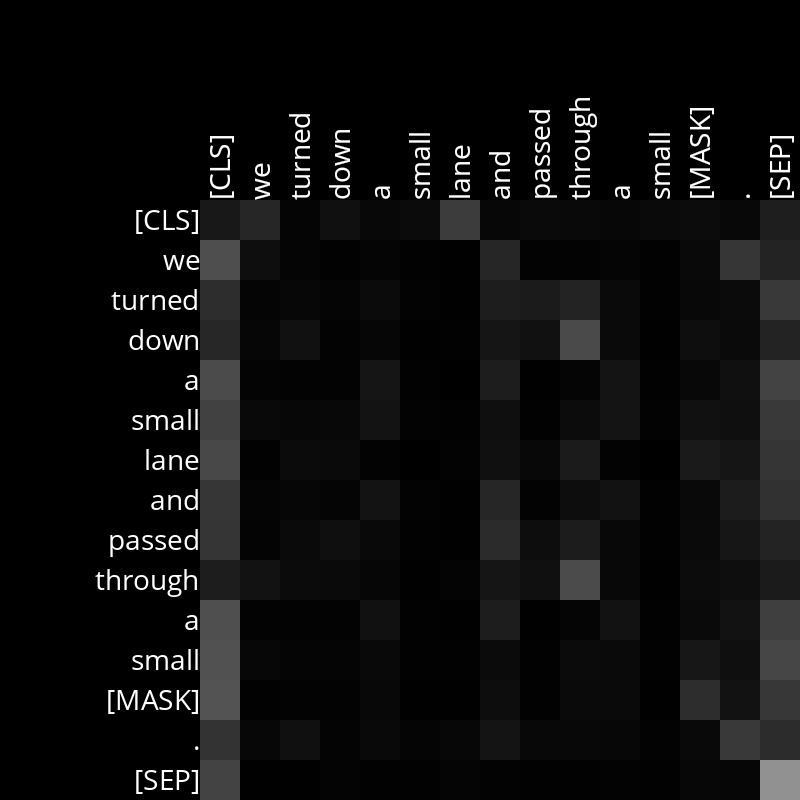 [CLS] we turned down a small lane and passed through a small [MASK] . [SEP]
[CLS]
we
turned
down
a
small
lane
and
passed
through
a
small
[MASK]
.
[SEP]